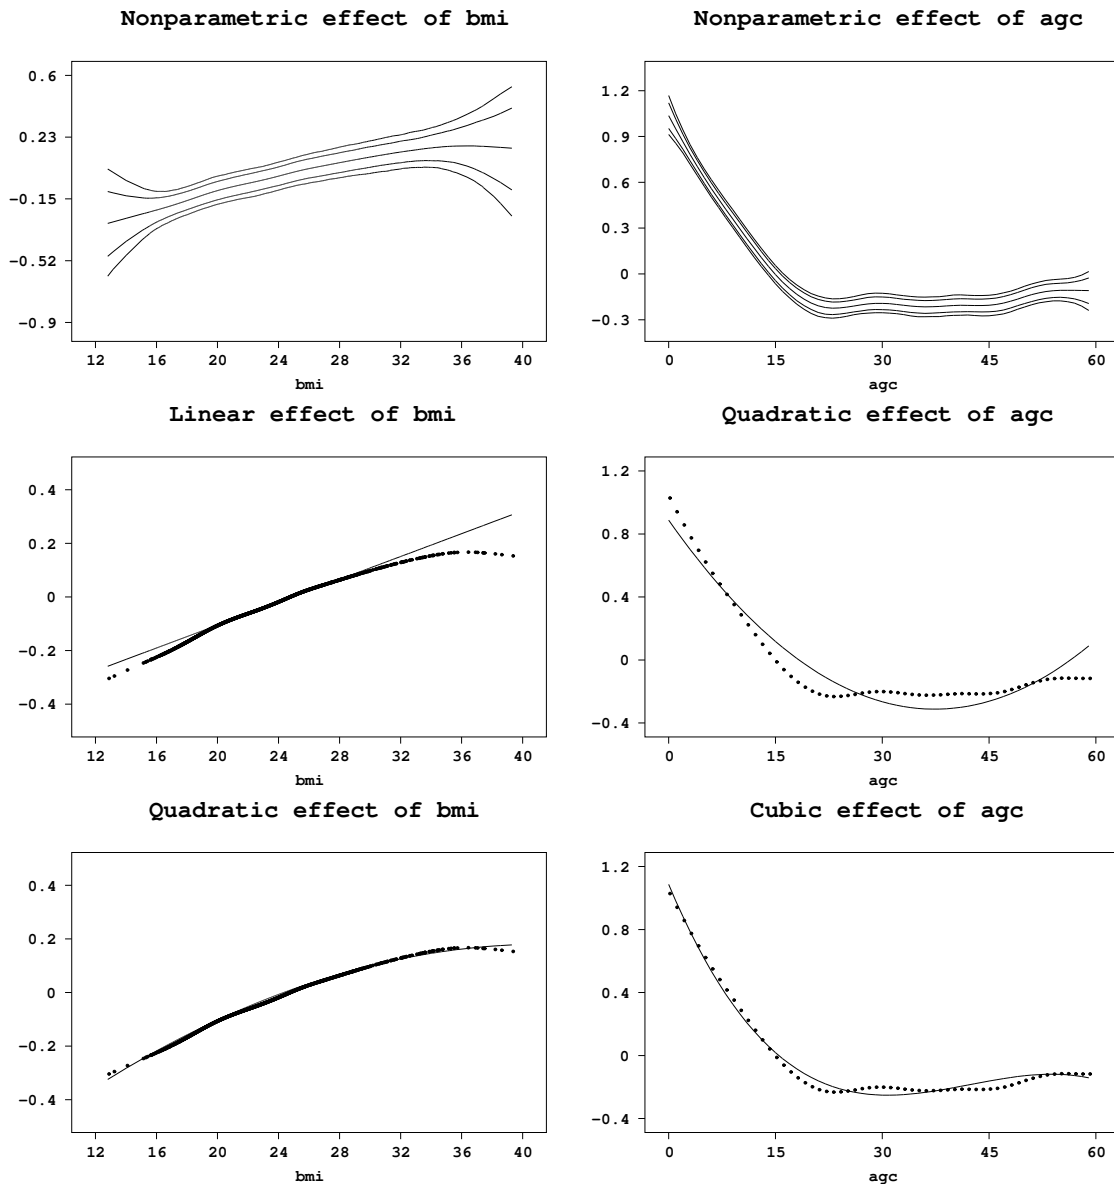 Nonparametric effect of bmi
0.6
0.23
-0.15
-0.52
-0.9
12 16 20 24 28 32 36 40
bmi
Nonparametric effect of agc
1.2
0.9
0.6
0.3
0
-0.3
0 15 30 45 60
agc
Linear effect of bmi
0.4
0.2
0
-0.2
-0.4
12 16 20 24 28 32 36 40
bmi
Quadratic effect of agc
1.2
0.8
0.4
0
-0.4
0 15 30 45 60
agc
Quadratic effect of bmi
0.4
0.2
0
-0.2
-0.4
12 16 20 24 28 32 36 40
bmi
Cubic effect of agc
1.2
0.8
0.4
0
-0.4
0 15 30 45 60
agc